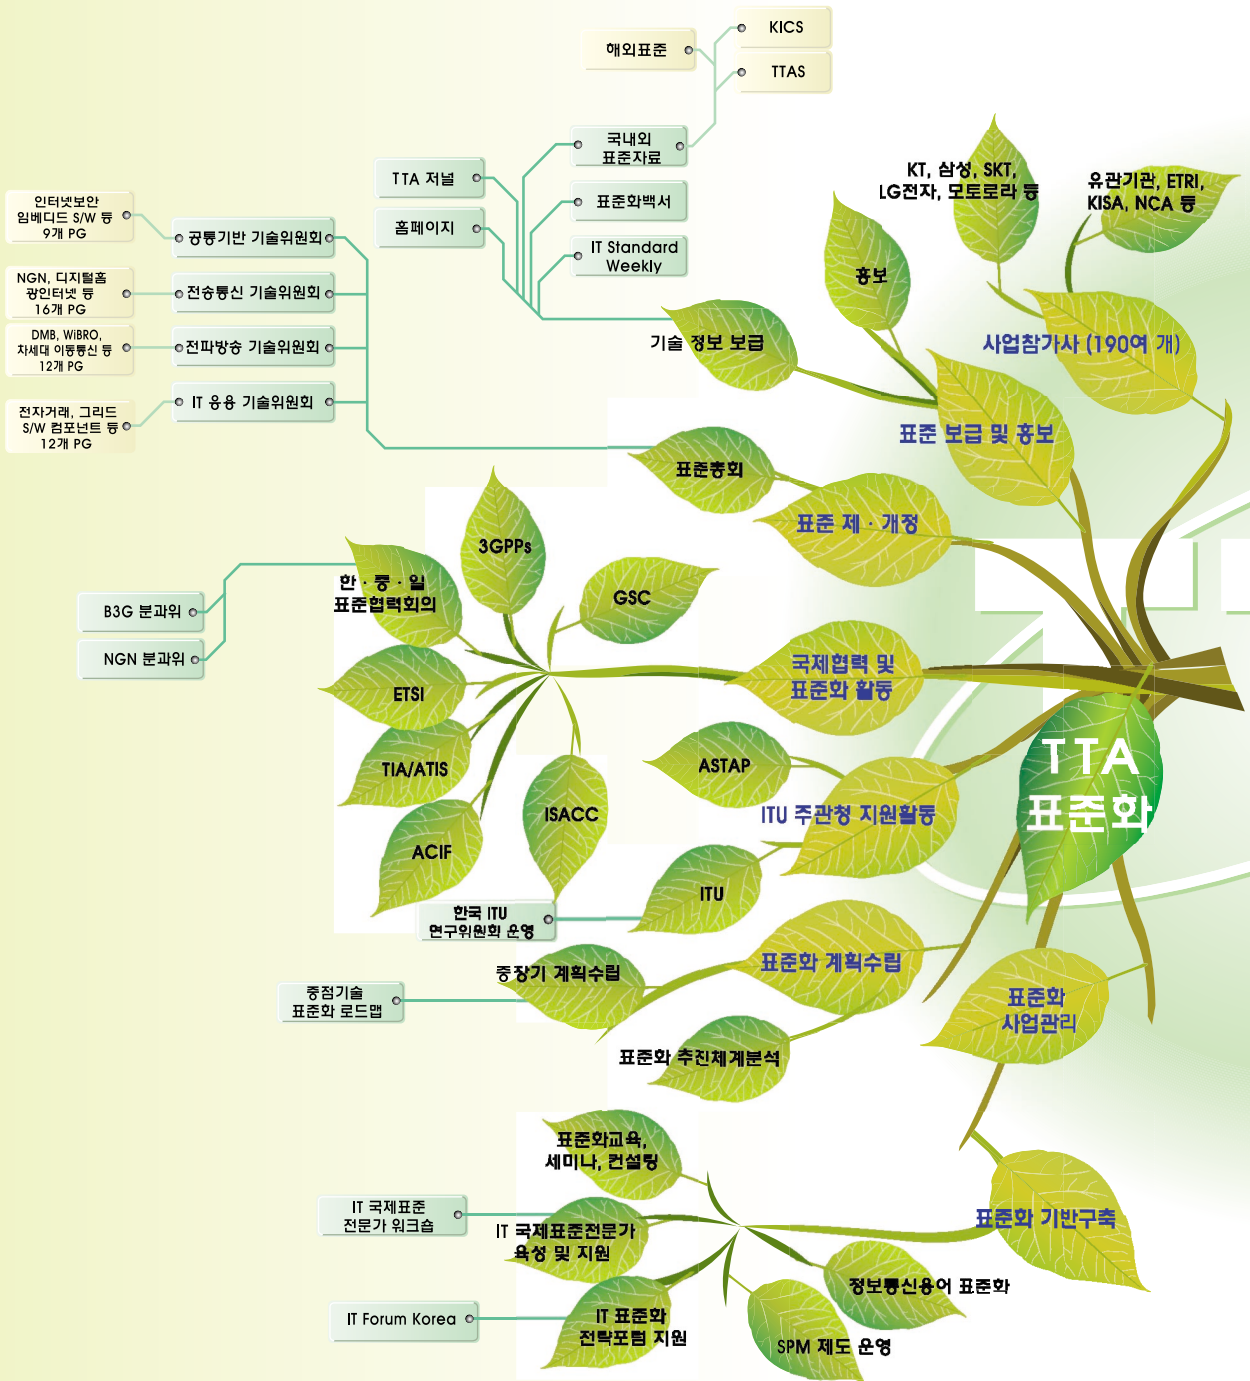 KICS
해외표준
TTAS
국내외
표준자료
TTA 저널
표준화백서
홈페이지
IT Standard
Weekly
인터넷보안
임베디드 S/W 등
9개 PG
공통기반 기술위원회
NGN, 디지털홈
광인터넷 등
16개 PG
전송통신 기술위원회
DMB, WiBRO,
차세대 이동통신 등
12개 PG
전파방송 기술위원회
전자거래, 그리드
S/W 컴포넌트 등
12개 PG
IT 응용 기술위원회
KT, 삼성, SKT,
LG전자, 모토로라 등
유관기관, ETRI,
KISA, NCA 등
홍보
기술 정보 보급
사업참가사 (190여 개)
표준 보급 및 홍보
표준총회
표준 제 · 개정
3GPPs
한 · 중 · 일
표준협력회의
GSC
B3G 분과위
NGN 분과위
국제협력 및
표준화 활동
ETSI
TIA/ATIS
ACIF
ISACC
ASTAP
ITU 주관청 지원활동
TTA
표준화
ITU
한국 ITU
연구위원회 운영
중장기 계획수립
표준화 계획수립
중점기술
표준화 로드맵
표준화
사업관리
표준화 추진체계분석
표준화교육,
세미나, 컨설팅
IT 국제표준
전문가 워크숍
IT 국제표준전문가
육성 및 지원
표준화 기반구축
정보통신용어 표준화
IT Forum Korea
IT 표준화
전략포럼 지원
SPM 제도 운영